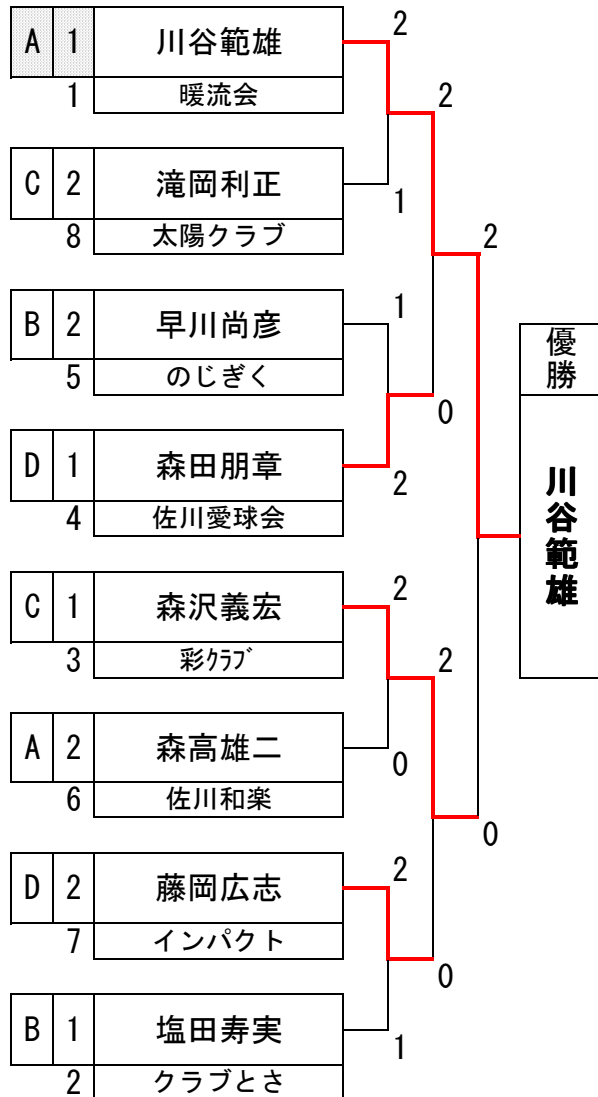 A 1 川谷範雄 2
1 暖流会 2
C 2 滝岡利正 1
8 太陽クラブ 2
B 2 早川尚彦 1
5 のじぎく 0
D 1 森田朋章 2
4 佐川愛球会
優勝
川谷範雄
C 1 森沢義宏 2
3 彩ｸﾗﾌﾞ 2
A 2 森高雄二 0
6 佐川和楽 0
D 2 藤岡広志 2
7 インパクト 0
B 1 塩田寿実 1
2 クラブとさ